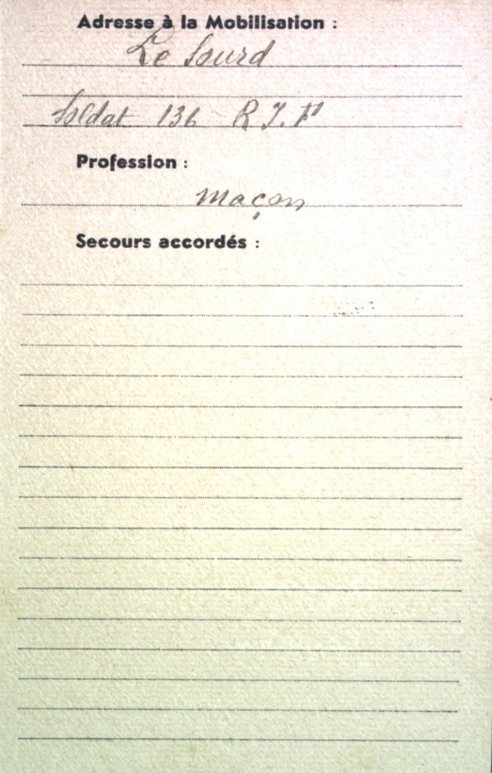 Adresse à la Mobilisation :
Le Sourd
Soldat 136 R I. F
Profession :
maçon
Secours accordés :